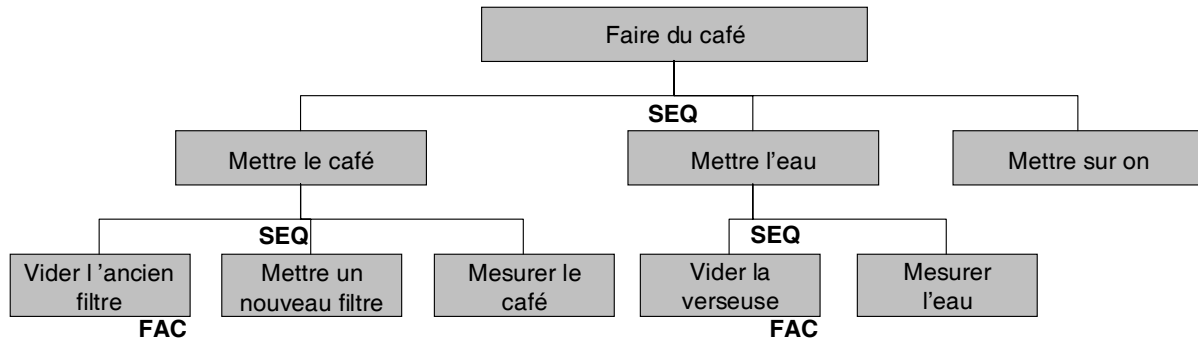 Faire du café
SEQ
Mettre le café
Mettre l'eau
Mettre sur on
SEQ
SEQ
Vider l 'ancien
filtre
Mettre un
nouveau filtre
Mesurer le
café
Vider la
verseuse
Mesurer
l'eau
FAC
FAC